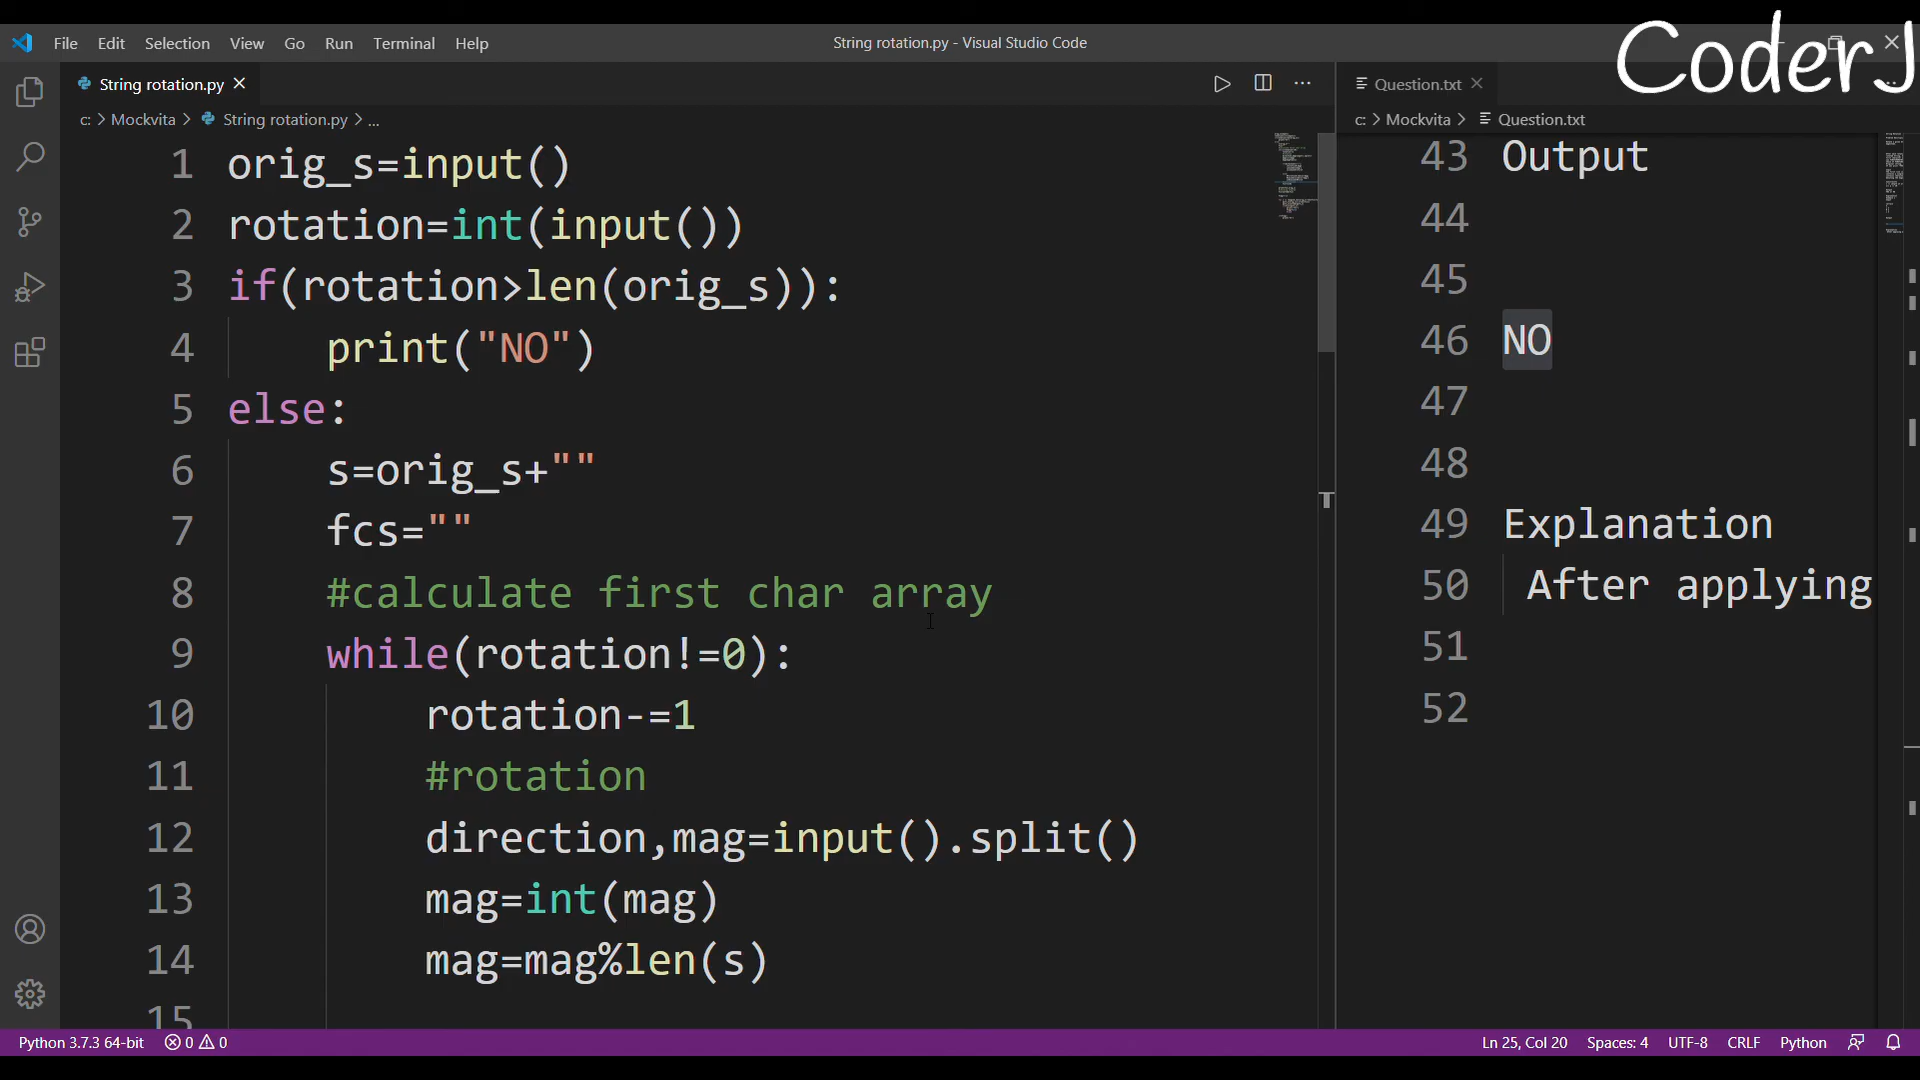 File Edit Selection View Go Run Terminal Help
String rotation.py - Visual Studio Code
CoderJ
String rotation.py
c: > Mockvita > String rotation.py > ...
1 orig_s=input()
2 rotation=int(input())
3 if(rotation>len(orig_s)):
4 print("NO")
5 else:
6 s=orig_s+""
7 fcs=""
8 #calculate first char array
9 while(rotation!=0):
10 rotation-=1
11 #rotation
12 direction,mag=input().split()
13 mag=int(mag)
14 mag=mag%len(s)
15
Question.txt
c: > Mockvita > Question.txt
43 Output
44
45
46 NO
47
48
49 Explanation
50 After applying
51
52
Python 3.7.3 64-bit 0 0
Ln 25, Col 20 Spaces: 4 UTF-8 CRLF Python